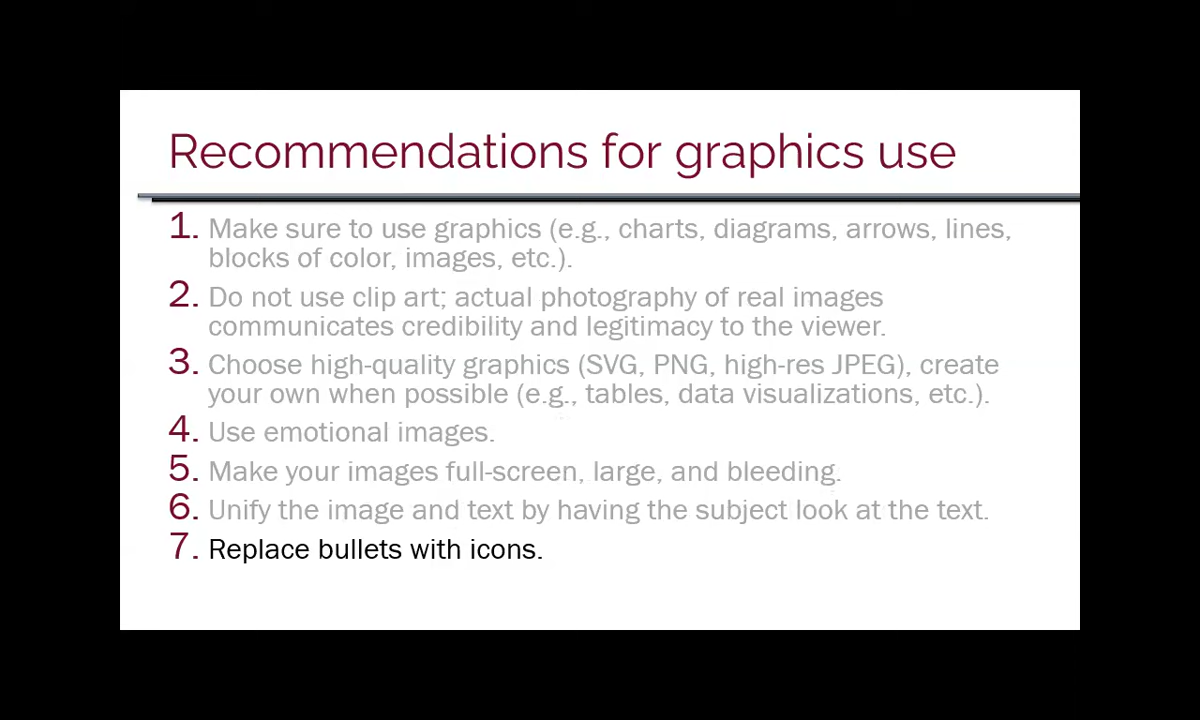 Recommendations for graphics use
1. Make sure to use graphics (e.g., charts, diagrams, arrows, lines,
blocks of color, images, etc.).
2. Do not use clip art; actual photography of real images
communicates credibility and legitimacy to the viewer.
3. Choose high-quality graphics (SVG, PNG, high-res JPEG), create
your own when possible (e.g., tables, data visualizations, etc.).
4. Use emotional images.
5. Make your images full-screen, large, and bleeding.
6. Unify the image and text by having the subject look at the text.
7. Replace bullets with icons.